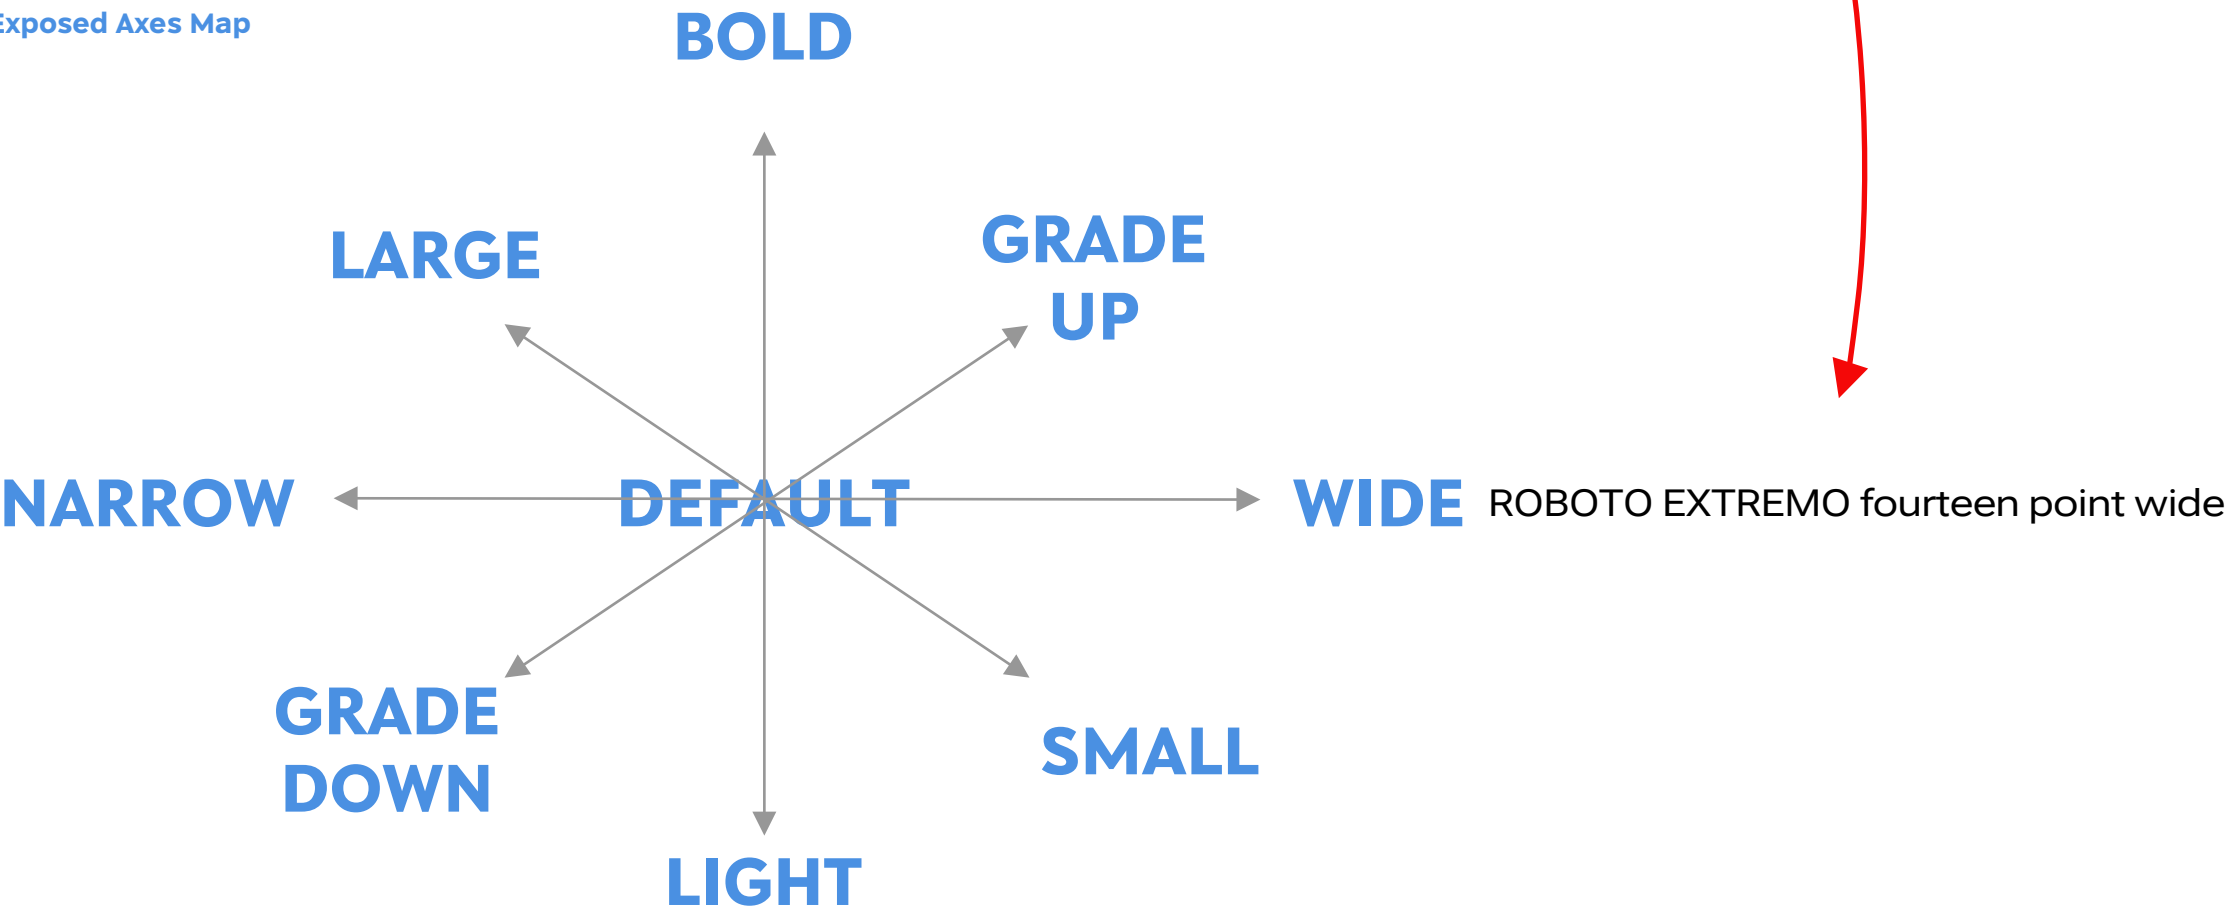 Exposed Axes Map
BOLD
LARGE
GRADE
UP
NARROW
DEFAULT
WIDE
ROBOTO EXTREMO fourteen point wide
GRADE
DOWN
SMALL
LIGHT